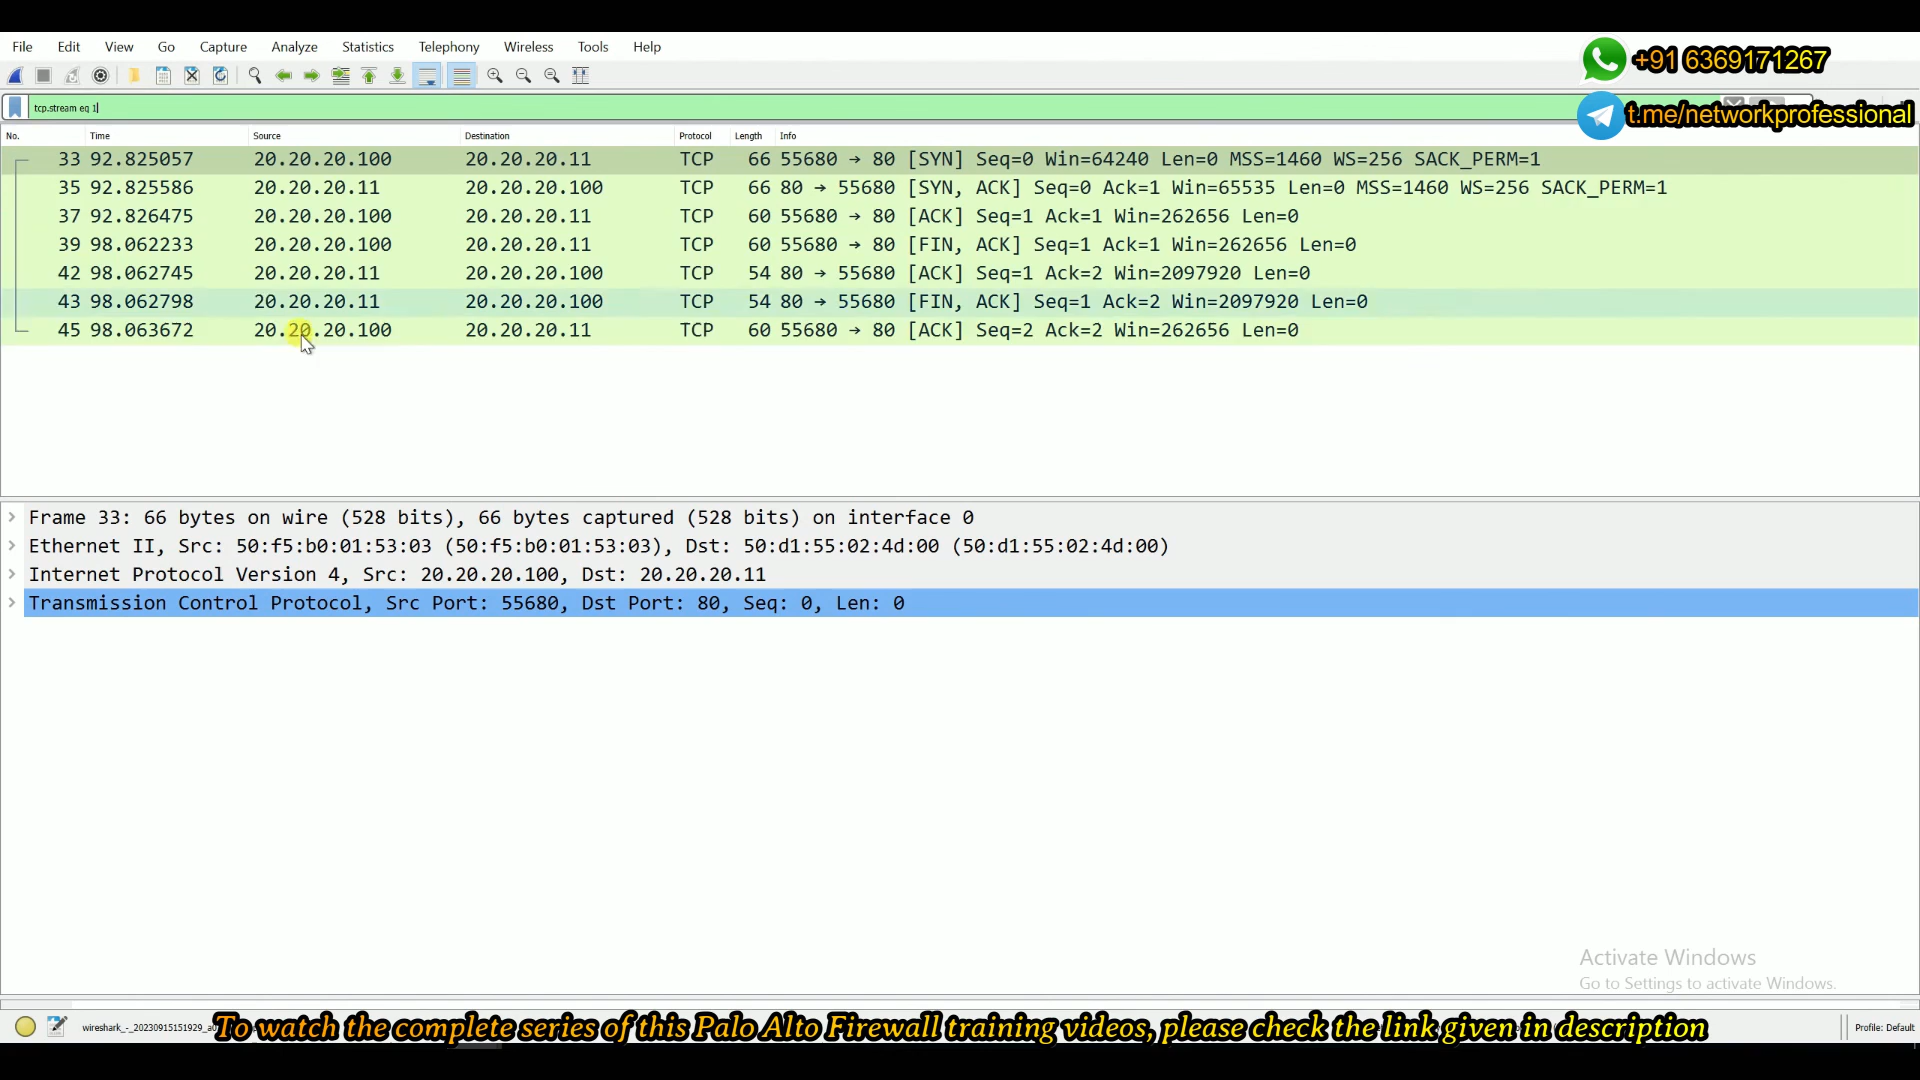 File Edit View Go Capture Analyze Statistics Telephony Wireless Tools Help
+91 6369171267
tcp.stream eq 1
t.me/networkprofessional
No. Time Source Destination Protocol Length Info
33 92.825057 20.20.20.100 20.20.20.11 TCP 66 55680 → 80 [SYN] Seq=0 Win=64240 Len=0 MSS=1460 WS=256 SACK_PERM=1
35 92.825586 20.20.20.11 20.20.20.100 TCP 66 80 → 55680 [SYN, ACK] Seq=0 Ack=1 Win=65535 Len=0 MSS=1460 WS=256 SACK_PERM=1
37 92.826475 20.20.20.100 20.20.20.11 TCP 60 55680 → 80 [ACK] Seq=1 Ack=1 Win=262656 Len=0
39 98.062233 20.20.20.100 20.20.20.11 TCP 60 55680 → 80 [FIN, ACK] Seq=1 Ack=1 Win=262656 Len=0
42 98.062745 20.20.20.11 20.20.20.100 TCP 54 80 → 55680 [ACK] Seq=1 Ack=2 Win=2097920 Len=0
43 98.062798 20.20.20.11 20.20.20.100 TCP 54 80 → 55680 [FIN, ACK] Seq=1 Ack=2 Win=2097920 Len=0
45 98.063672 20.20.20.100 20.20.20.11 TCP 60 55680 → 80 [ACK] Seq=2 Ack=2 Win=262656 Len=0
Frame 33: 66 bytes on wire (528 bits), 66 bytes captured (528 bits) on interface 0
Ethernet II, Src: 50:f5:b0:01:53:03 (50:f5:b0:01:53:03), Dst: 50:d1:55:02:4d:00 (50:d1:55:02:4d:00)
Internet Protocol Version 4, Src: 20.20.20.100, Dst: 20.20.20.11
Transmission Control Protocol, Src Port: 55680, Dst Port: 80, Seq: 0, Len: 0
Activate Windows
Go to Settings to activate Windows.
To watch the complete series of this Palo Alto Firewall training videos, please check the link given in description
Profile: Default